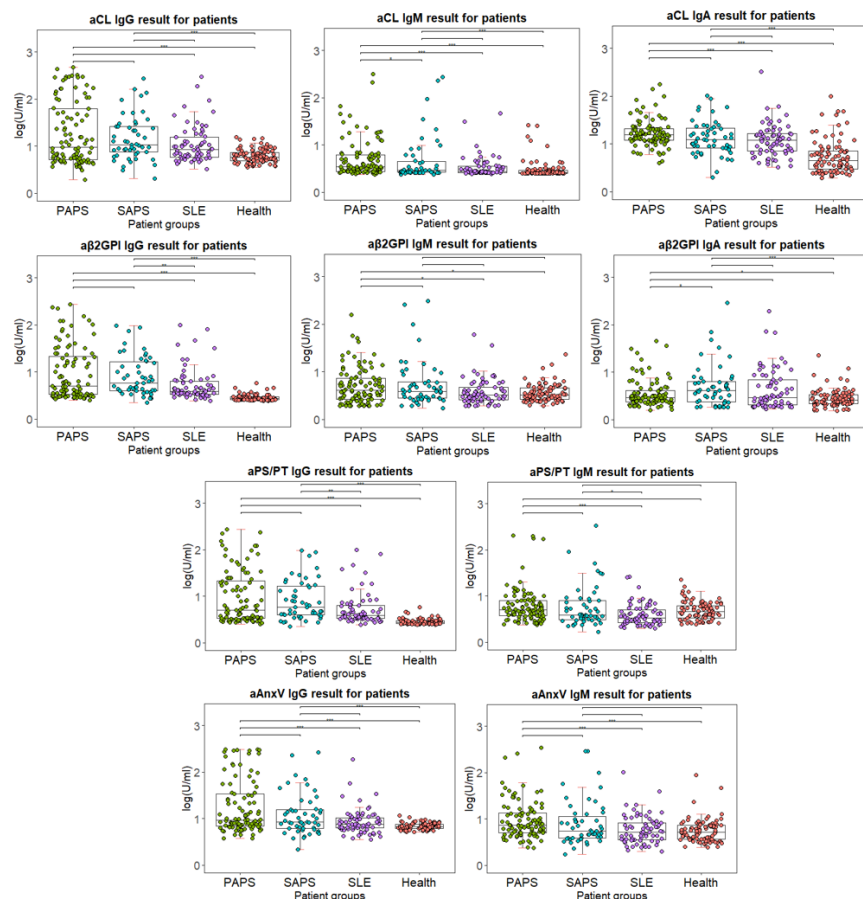 aCL IgG result for patients
3
2
1
0
log(U/ml)
PAPS SAPS SLE Health
Patient groups
aCL IgM result for patients
3
2
1
0
log(U/ml)
PAPS SAPS SLE Health
Patient groups
aCL IgA result for patients
3
2
1
0
log(U/ml)
PAPS SAPS SLE Health
Patient groups
aβ2GPI IgG result for patients
3
2
1
0
log(U/ml)
PAPS SAPS SLE Health
Patient groups
aβ2GPI IgM result for patients
3
2
1
0
log(U/ml)
PAPS SAPS SLE Health
Patient groups
aβ2GPI IgA result for patients
3
2
1
0
log(U/ml)
PAPS SAPS SLE Health
Patient groups
aPS/PT IgG result for patients
3
2
1
0
log(U/ml)
PAPS SAPS SLE Health
Patient groups
aPS/PT IgM result for patients
3
2
1
0
log(U/ml)
PAPS SAPS SLE Health
Patient groups
aAnxV IgG result for patients
3
2
1
0
log(U/ml)
PAPS SAPS SLE Health
Patient groups
aAnxV IgM result for patients
3
2
1
0
log(U/ml)
PAPS SAPS SLE Health
Patient groups